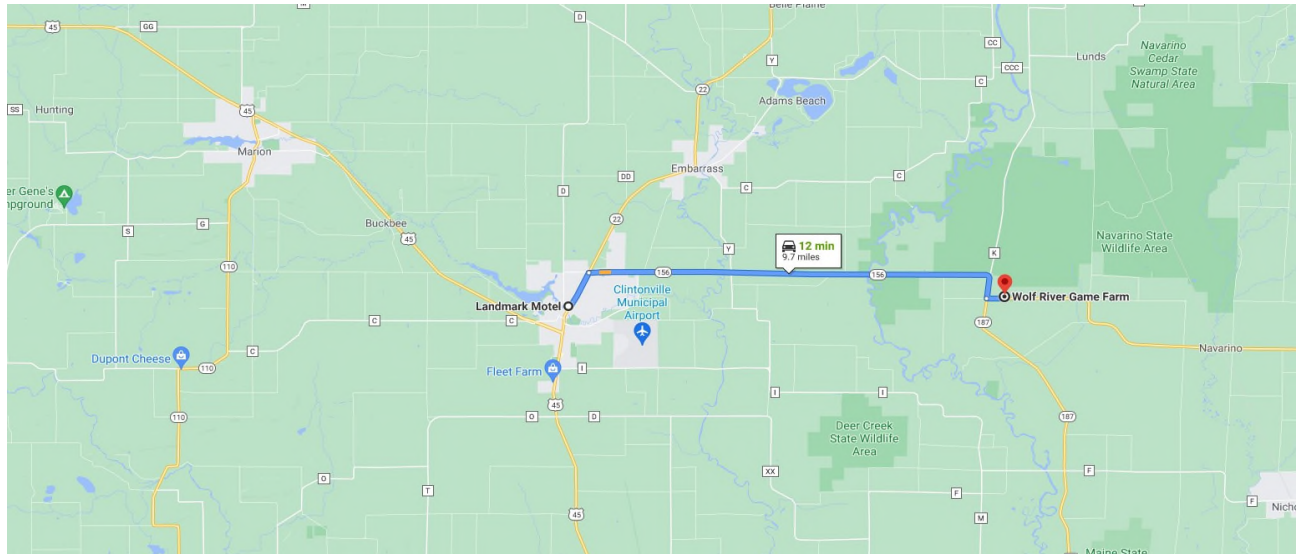 Belle Prairie
D
M
45
GG
CC
Lunds
Navarino
Cedar
Swamp State
Natural Area
Y
CCC
C
22
Adams Beach
SS
Hunting
45
Marion
Embarrass
DD
C
C
D
er Gene's
mpground
S
G
Buckbee
22
45
110
Y
12 min
9.7 miles
K
Navarino State
Wildlife Area
156
156
Clintonville
Municipal
Airport
Landmark Motel
Wolf River Game Farm
187
C
C
C
Navarino
Dupont Cheese
110
Fleet Farm
I
I
I
45
O
D
110
187
Deer Creek
State Wildlife
Area
XX
F
O
T
F
F
Nicho
45
M
Maine State